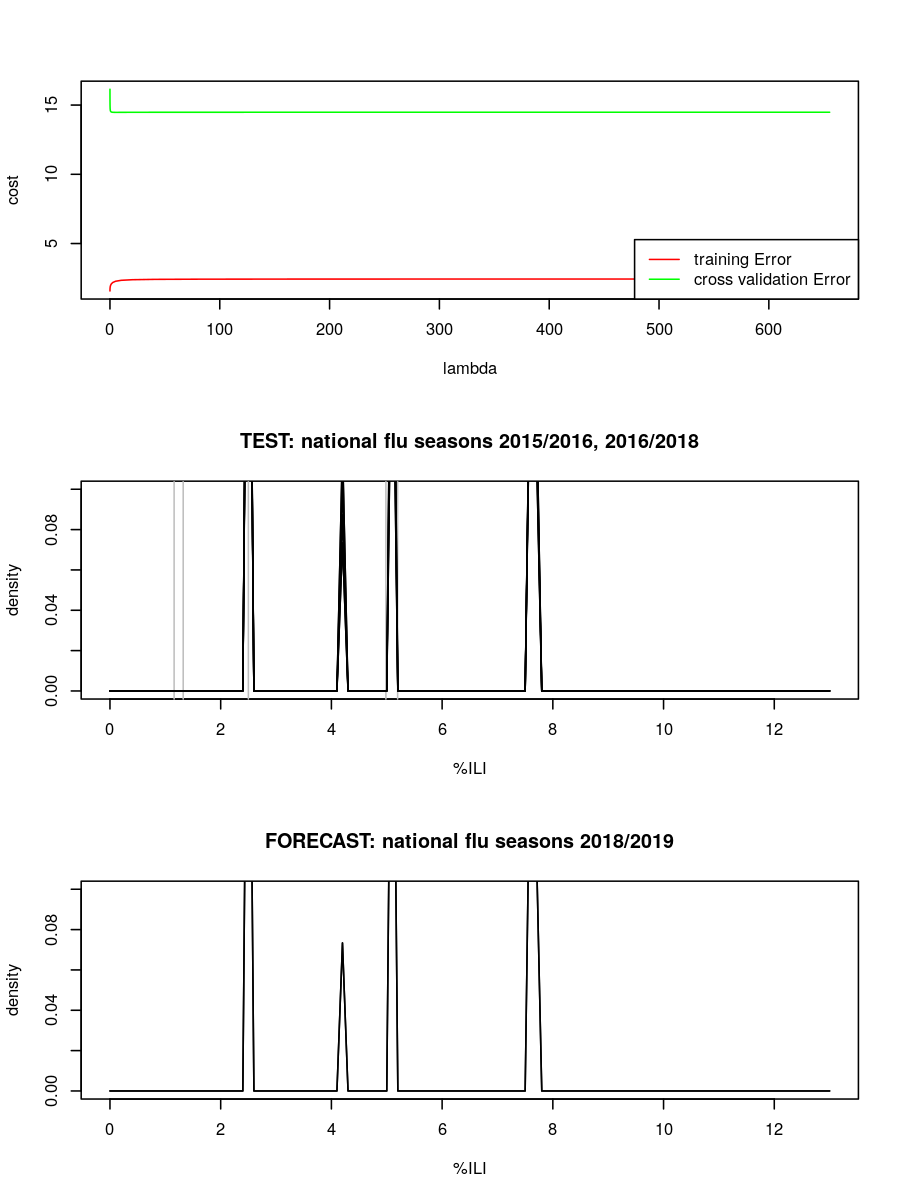 15
10
5
cost
training Error
cross validation Error
0 100 200 300 400 500 600
lambda
TEST: national flu seasons 2015/2016, 2016/2018
0.08
0.04
0.00
density
0 2 4 6 8 10 12
%ILI
FORECAST: national flu seasons 2018/2019
0.08
0.04
0.00
density
0 2 4 6 8 10 12
%ILI